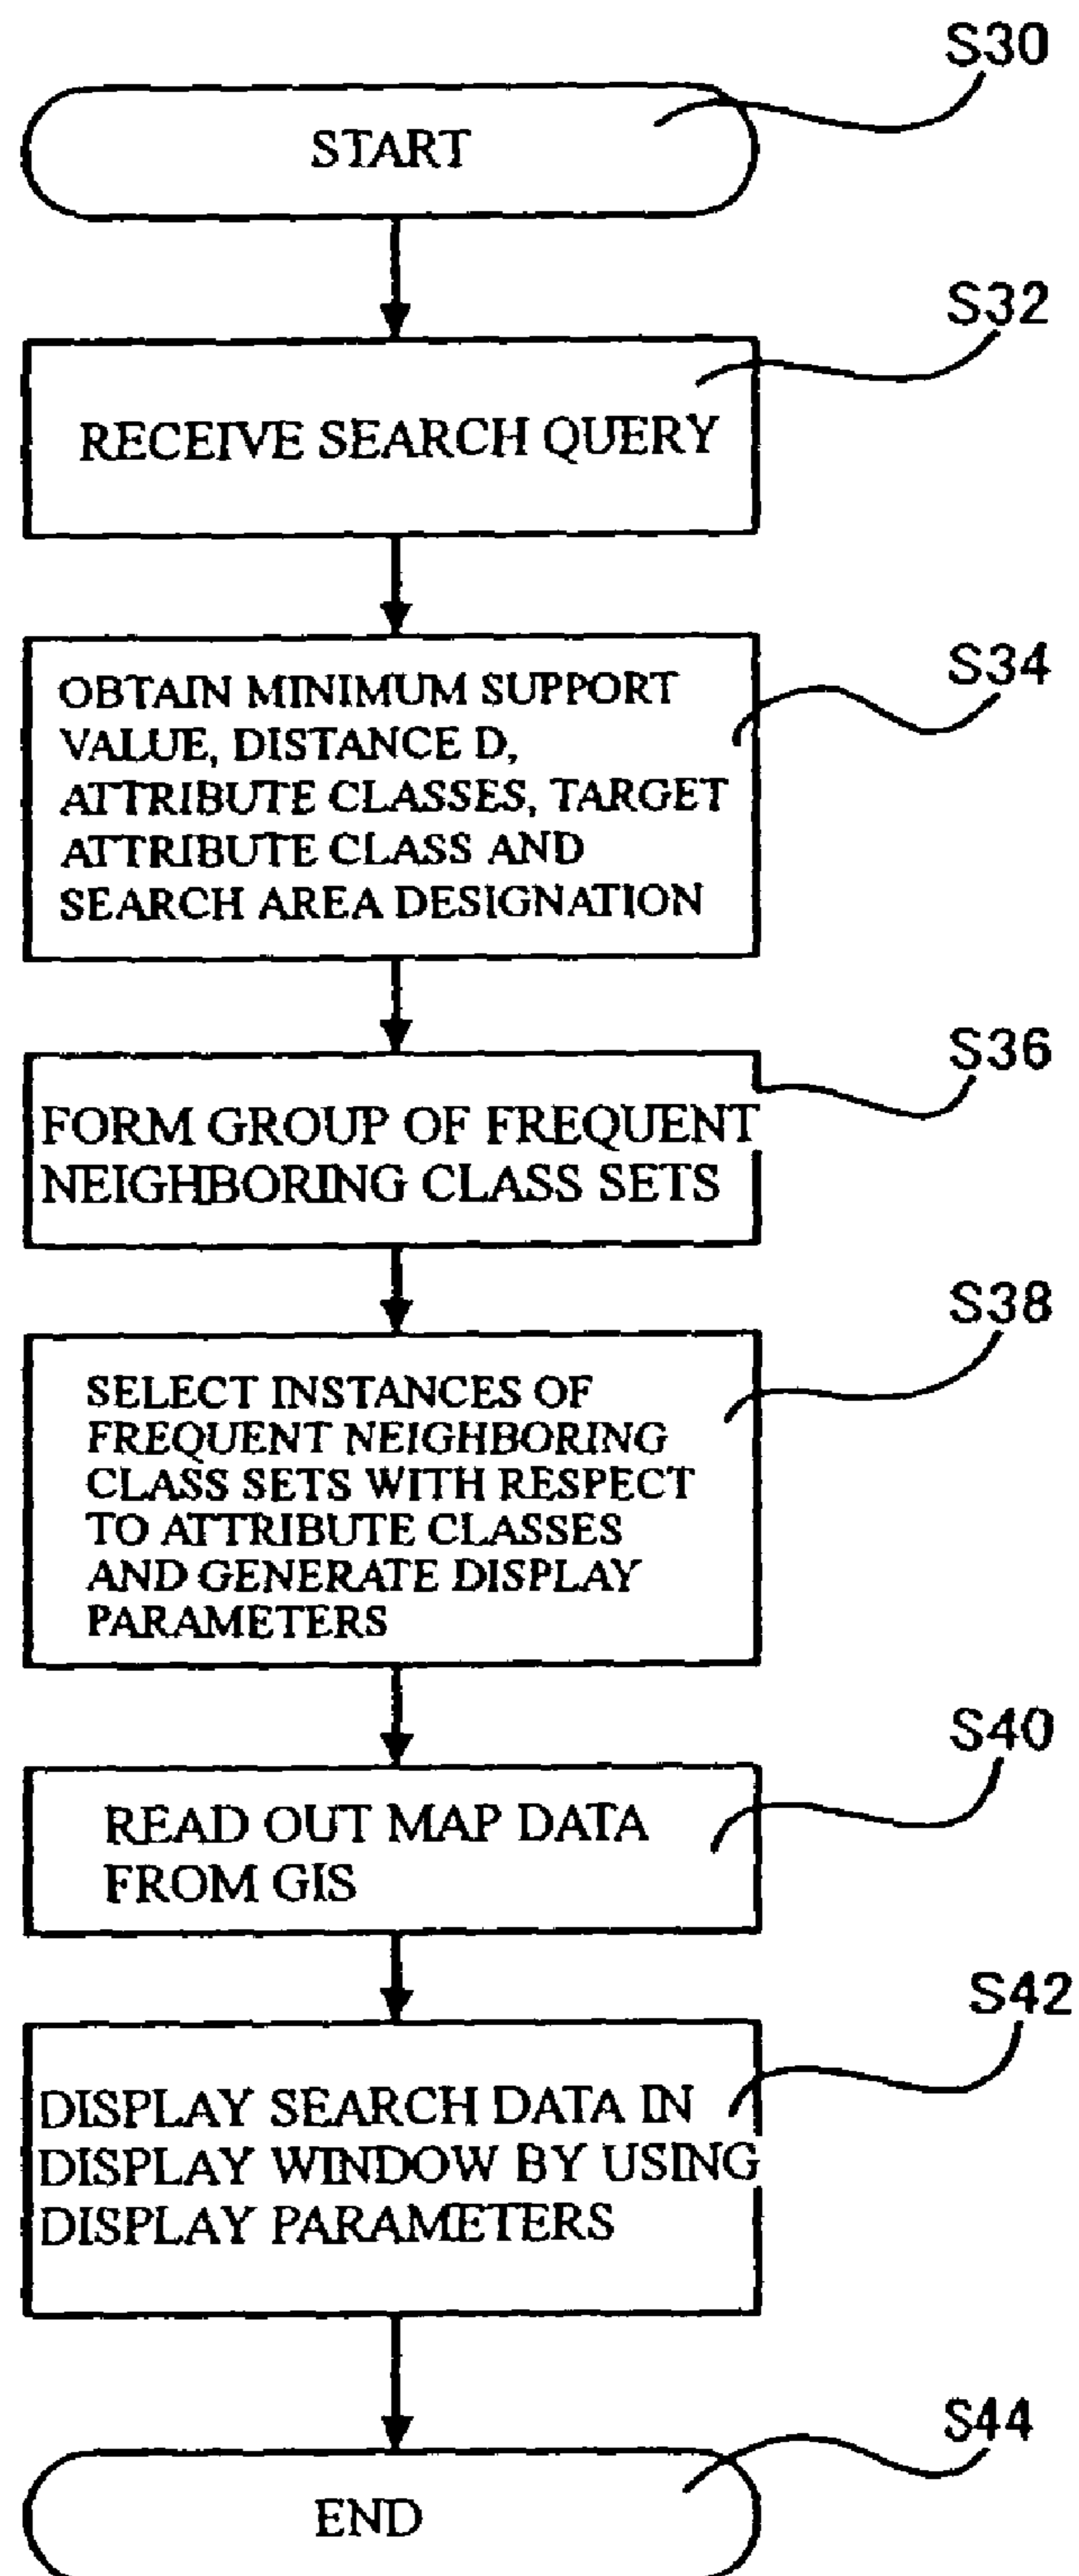 S30
START
S32
RECEIVE SEARCH QUERY
S34
OBTAIN MINIMUM SUPPORT
VALUE, DISTANCE D,
ATTRIBUTE CLASSES, TARGET
ATTRIBUTE CLASS AND
SEARCH AREA DESIGNATION
S36
FORM GROUP OF FREQUENT
NEIGHBORING CLASS SETS
S38
SELECT INSTANCES OF
FREQUENT NEIGHBORING
CLASS SETS WITH RESPECT
TO ATTRIBUTE CLASSES
AND GENERATE DISPLAY
PARAMETERS
S40
READ OUT MAP DATA
FROM GIS
S42
DISPLAY SEARCH DATA IN
DISPLAY WINDOW BY USING
DISPLAY PARAMETERS
S44
END